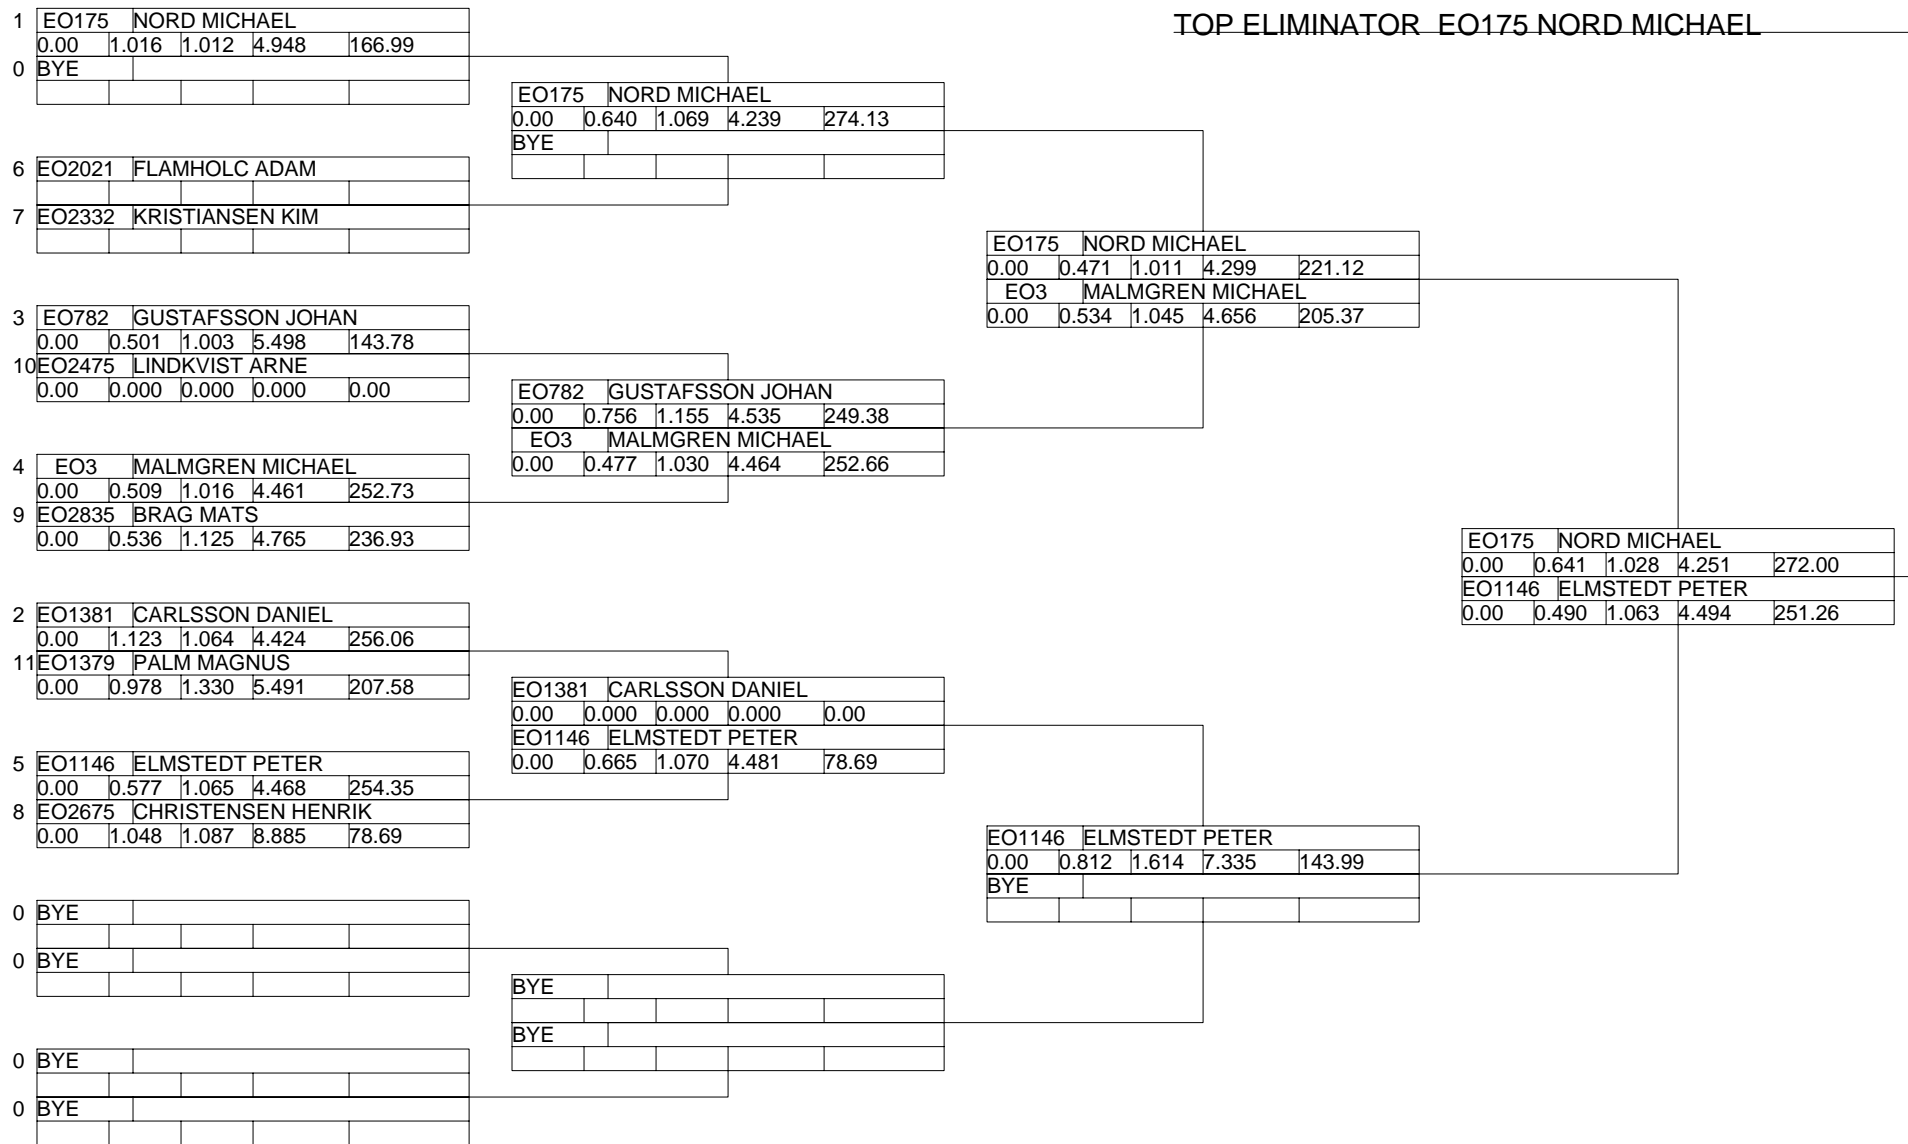 TOP ELIMINATOR EO175 NORD MICHAEL
1 EO175 NORD MICHAEL
0.00 1.016 1.012 4.948 166.99
0 BYE
6 EO2021 FLAMHOLC ADAM
7 EO2332 KRISTIANSEN KIM
3 EO782 GUSTAFSSON JOHAN
0.00 0.501 1.003 5.498 143.78
10 EO2475 LINDKVIST ARNE
0.00 0.000 0.000 0.000 0.00
4 EO3 MALMGREN MICHAEL
0.00 0.509 1.016 4.461 252.73
9 EO2835 BRAG MATS
0.00 0.536 1.125 4.765 236.93
2 EO1381 CARLSSON DANIEL
0.00 1.123 1.064 4.424 256.06
11 EO1379 PALM MAGNUS
0.00 0.978 1.330 5.491 207.58
5 EO1146 ELMSTEDT PETER
0.00 0.577 1.065 4.468 254.35
8 EO2675 CHRISTENSEN HENRIK
0.00 1.048 1.087 8.885 78.69
0 BYE
0 BYE
0 BYE
0 BYE
EO175 NORD MICHAEL
0.00 0.640 1.069 4.239 274.13
BYE
EO782 GUSTAFSSON JOHAN
0.00 0.756 1.155 4.535 249.38
EO3 MALMGREN MICHAEL
0.00 0.477 1.030 4.464 252.66
EO1381 CARLSSON DANIEL
0.00 0.000 0.000 0.000 0.00
EO1146 ELMSTEDT PETER
0.00 0.665 1.070 4.481 78.69
BYE
BYE
EO175 NORD MICHAEL
0.00 0.471 1.011 4.299 221.12
EO3 MALMGREN MICHAEL
0.00 0.534 1.045 4.656 205.37
EO1146 ELMSTEDT PETER
0.00 0.812 1.614 7.335 143.99
BYE
EO175 NORD MICHAEL
0.00 0.641 1.028 4.251 272.00
EO1146 ELMSTEDT PETER
0.00 0.490 1.063 4.494 251.26